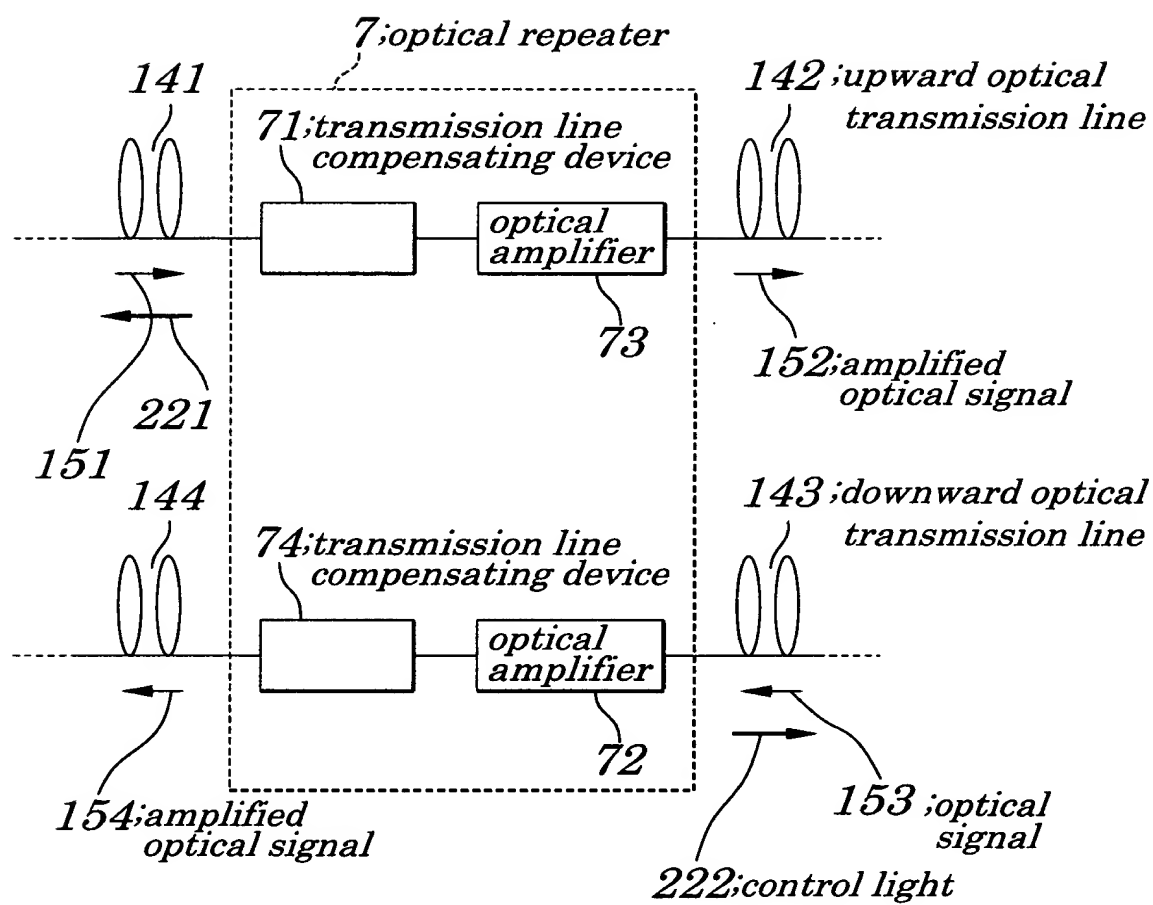 7;optical repeater
141
142;upward optical
transmission line
71;transmission line
compensating device
optical
amplifier
73
152;amplified
optical signal
221
151
144
143;downward optical
transmission line
74;transmission line
compensating device
optical
amplifier
72
154;amplified
optical signal
153;optical
signal
222;control light